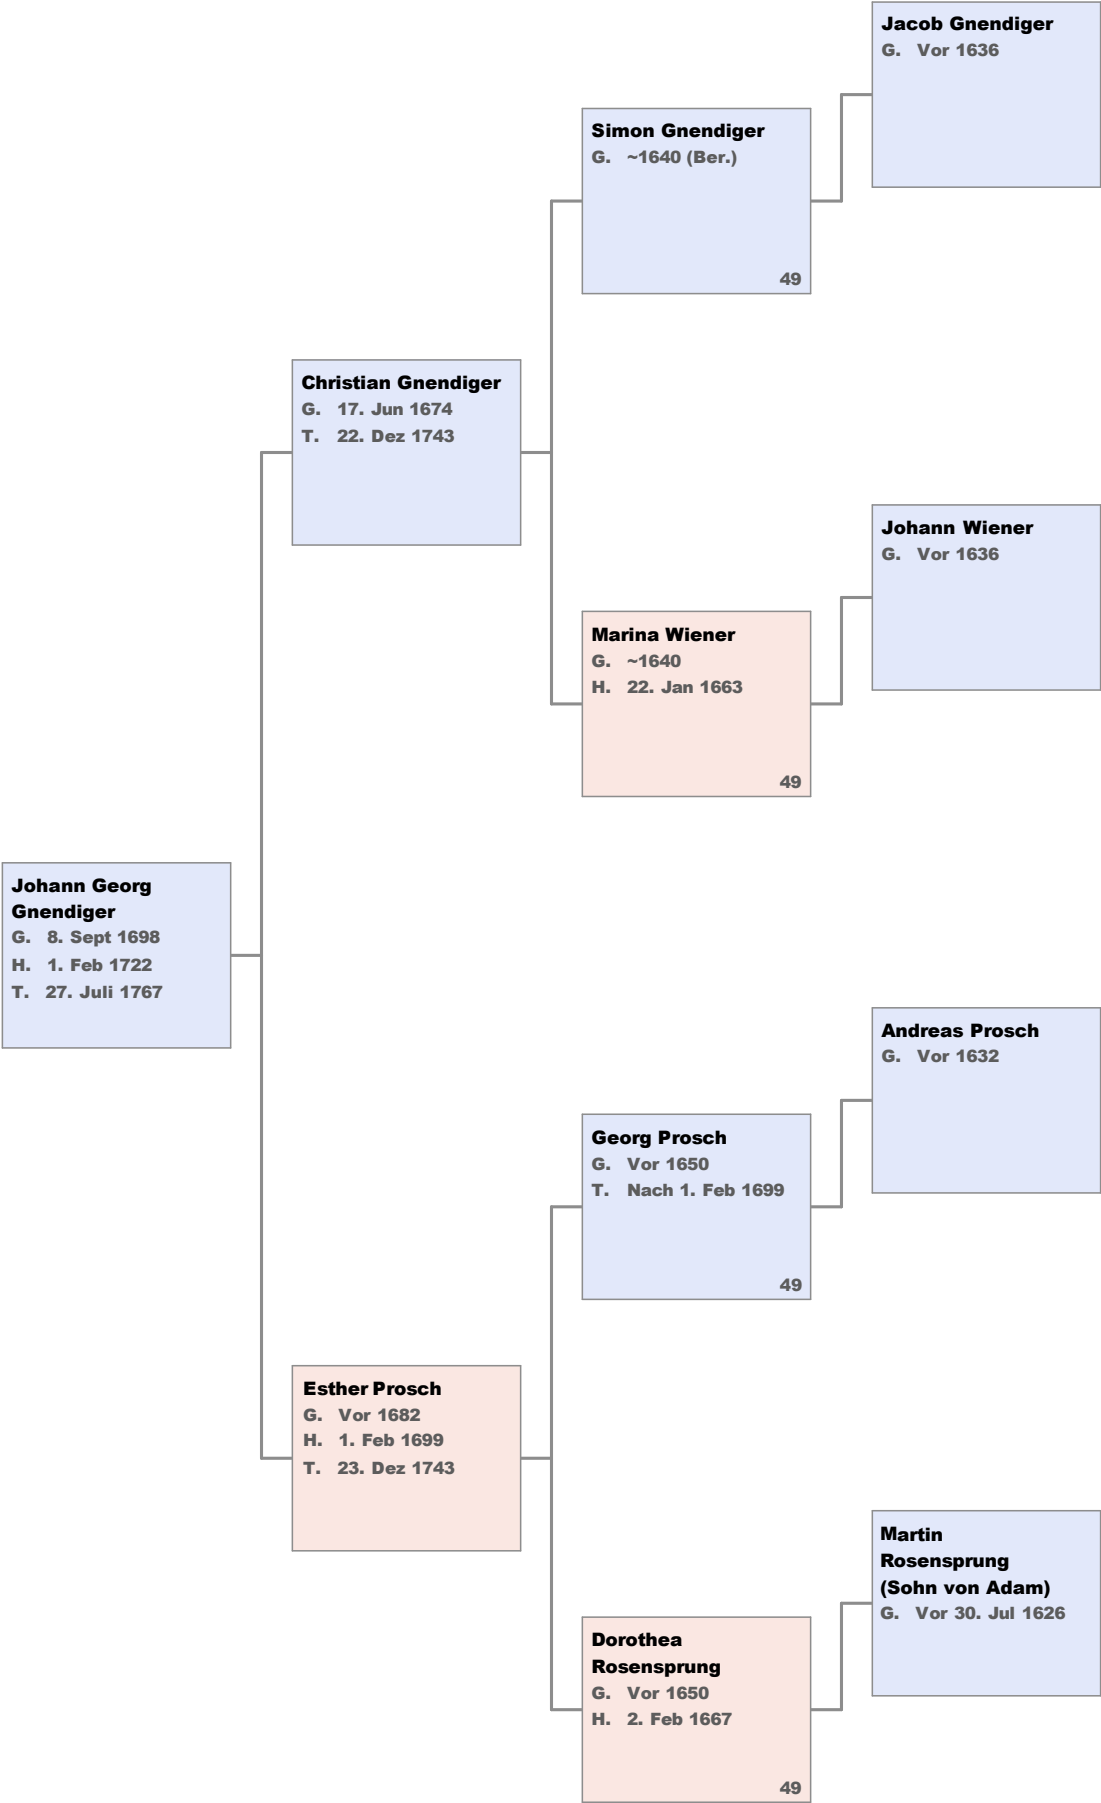 Jacob Gnendiger
G. Vor 1636
Simon Gnendiger
G. ~1640 (Ber.)
49
Christian Gnendiger
G. 17. Jun 1674
T. 22. Dez 1743
Johann Wiener
G. Vor 1636
Marina Wiener
G. ~1640
H. 22. Jan 1663
49
Johann Georg
Gnendiger
G. 8. Sept 1698
H. 1. Feb 1722
T. 27. Juli 1767
Andreas Prosch
G. Vor 1632
Georg Prosch
G. Vor 1650
T. Nach 1. Feb 1699
49
Esther Prosch
G. Vor 1682
H. 1. Feb 1699
T. 23. Dez 1743
Martin
Rosensprung
(Sohn von Adam)
G. Vor 30. Jul 1626
Dorothea
Rosensprung
G. Vor 1650
H. 2. Feb 1667
49